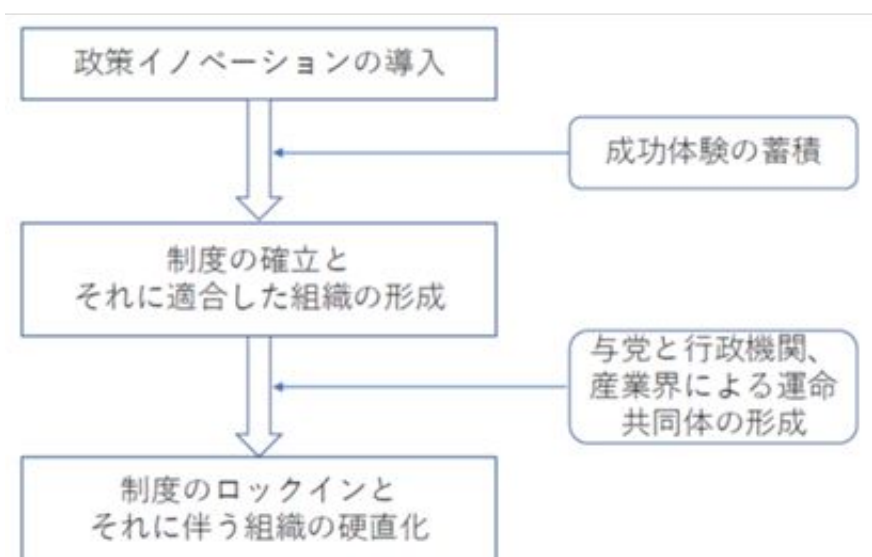 政策イノベーションの導入
成功体験の蓄積
制度の確立と
それに適合した組織の形成
与党と行政機関、
産業界による運命
共同体の形成
制度のロックインと
それに伴う組織の硬直化